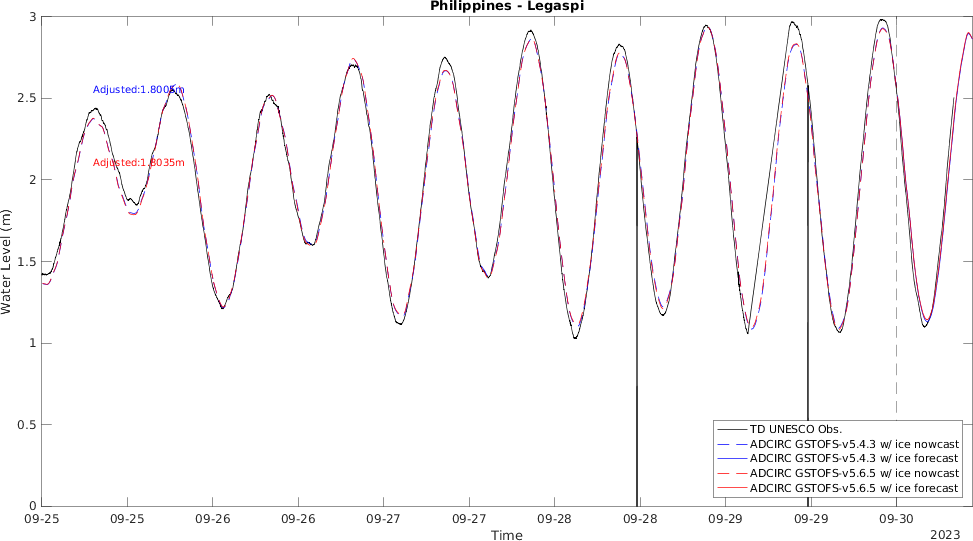 Philippines - Legaspi
3
2.5
2
1.5
1
0.5
0
Water Level (m)
Adjusted:1.8005m
Adjusted:1.8035m
TD UNESCO Obs.
ADCIRC GSTOFS-v5.4.3 w/ ice nowcast
ADCIRC GSTOFS-v5.4.3 w/ ice forecast
ADCIRC GSTOFS-v5.6.5 w/ ice nowcast
ADCIRC GSTOFS-v5.6.5 w/ ice forecast
09-25 09-25 09-26 09-26 09-27 09-27 09-28 09-28 09-29 09-29 09-30
Time
2023